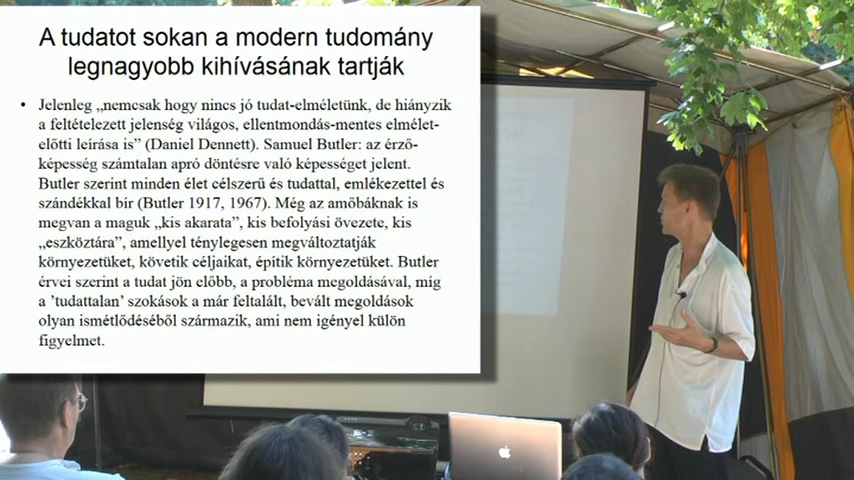 A tudatot sokan a modern tudomány
legnagyobb kihívásának tartják
• Jelenleg „nemcsak hogy nincs jó tudat-elméletünk, de hiányzik
a feltételezett jelenség világos, ellentmondás-mentes elmélet-
előtti leírása is” (Daniel Dennett). Samuel Butler: az érző-
képesség számtalan apró döntésre való képességet jelent.
Butler szerint minden élet célszerű és tudattal, emlékezettel és
szándékkal bír (Butler 1917, 1967). Még az amőbáknak is
megvan a maguk „kis akarata”, kis befolyási övezete, kis
„eszköztára”, amellyel ténylegesen megváltoztatják
környezetüket, követik céljaikat, építik környezetüket. Butler
érvei szerint a tudat jön előbb, a probléma megoldásával, míg
a ’tudattalan’ szokások a már feltalált, bevált megoldások
olyan ismétlődéséből származik, ami nem igényel külön
figyelmet.